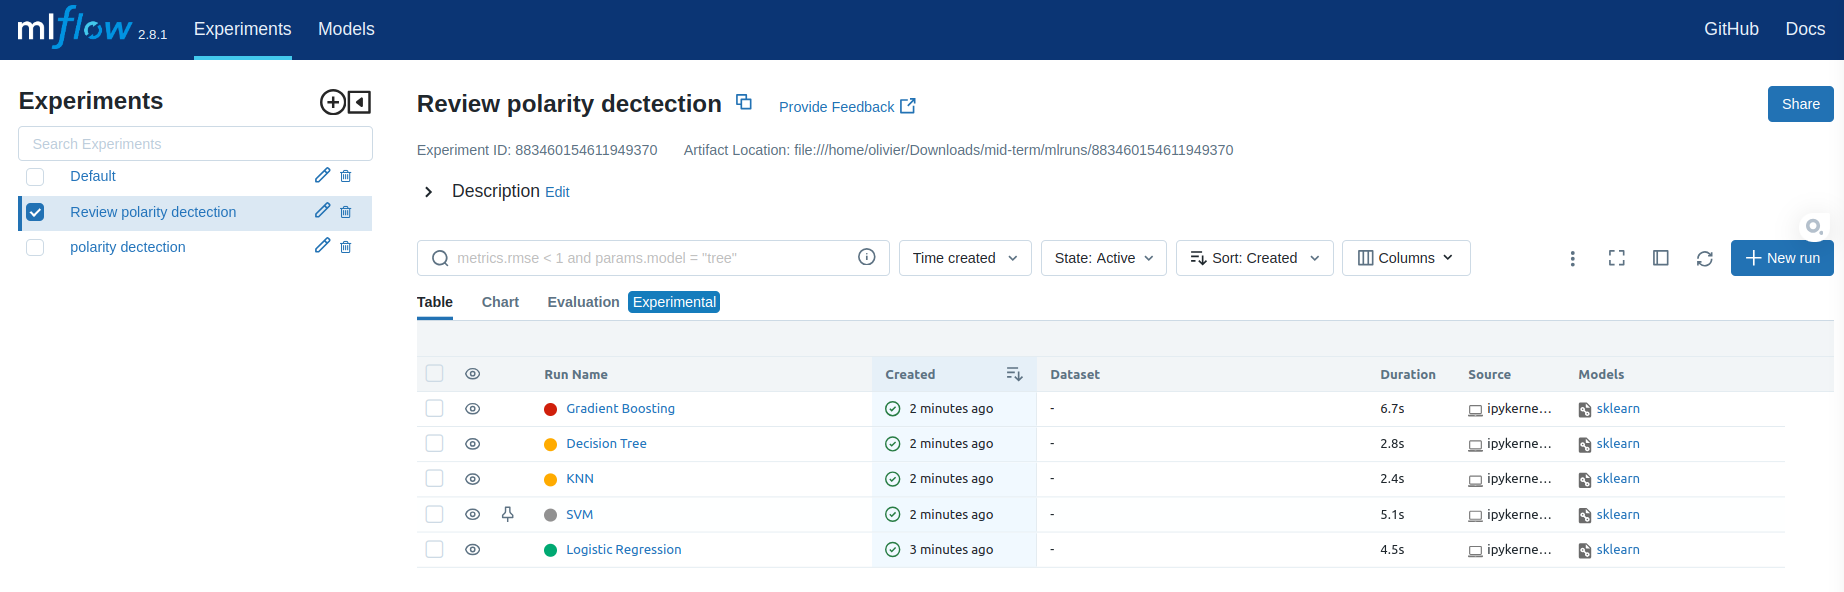 mlflow 2.8.1 Experiments Models GitHub Docs
Experiments
Search Experiments
Default
Review polarity dectection
polarity dectection
Review polarity dectection Provide Feedback Share
Experiment ID: 883460154611949370 Artifact Location: file:///home/olivier/Downloads/mid-term/mlruns/883460154611949370
Description Edit
metrics.rmse < 1 and params.model = "tree" Time created State: Active Sort: Created Columns New run
Table Chart Evaluation Experimental
Run Name Created Dataset Duration Source Models
Gradient Boosting 2 minutes ago - 6.7s ipykerne... sklearn
Decision Tree 2 minutes ago - 2.8s ipykerne... sklearn
KNN 2 minutes ago - 2.4s ipykerne... sklearn
SVM 2 minutes ago - 5.1s ipykerne... sklearn
Logistic Regression 3 minutes ago - 4.5s ipykerne... sklearn